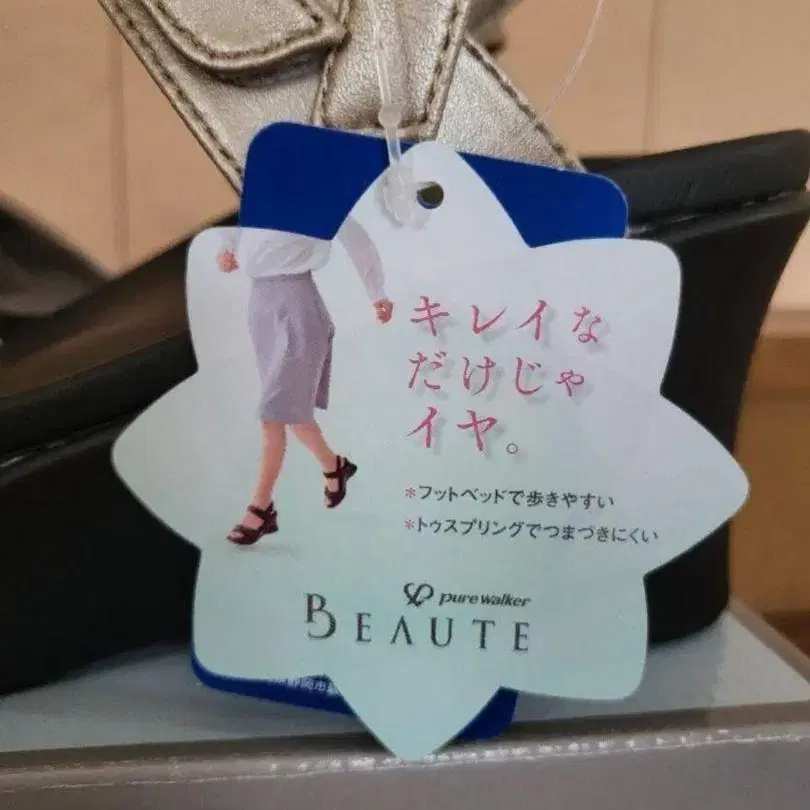 キレイな
だけじゃ
イヤ。
*フットベッドで歩きやすい
*トゥスプリングでつまづきにくい
pure walker
BEAUTE